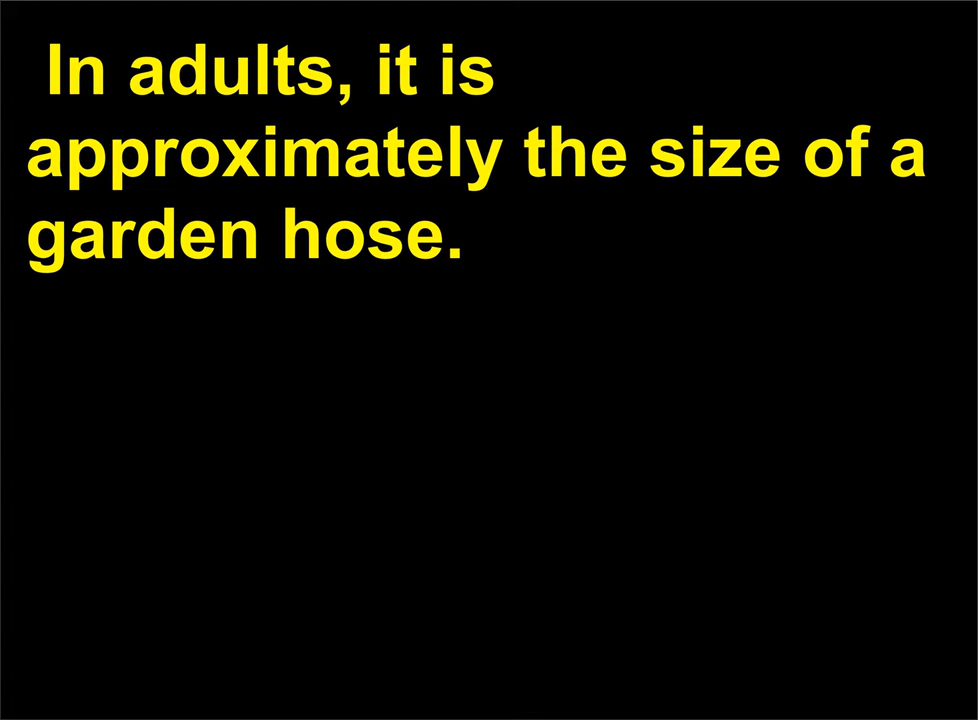 In adults, it is
approximately the size of a
garden hose.